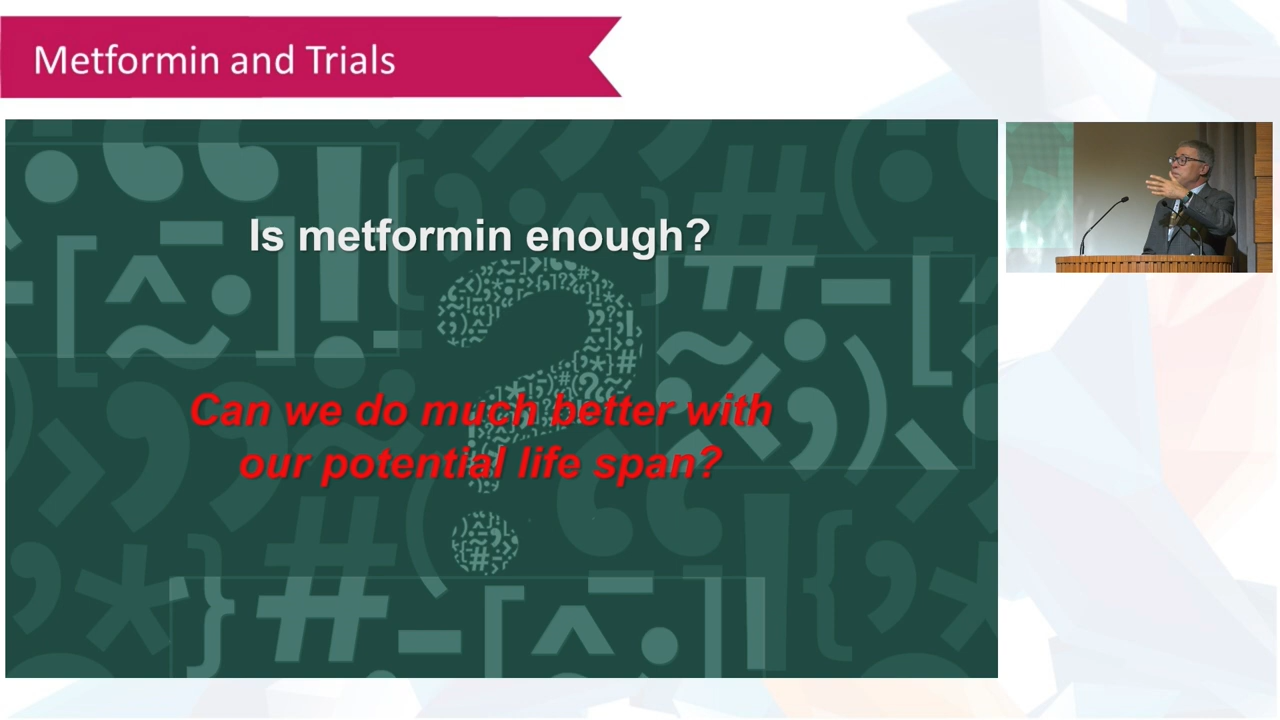 Metformin and Trials
Is metformin enough?
Can we do much better with
our potential life span?